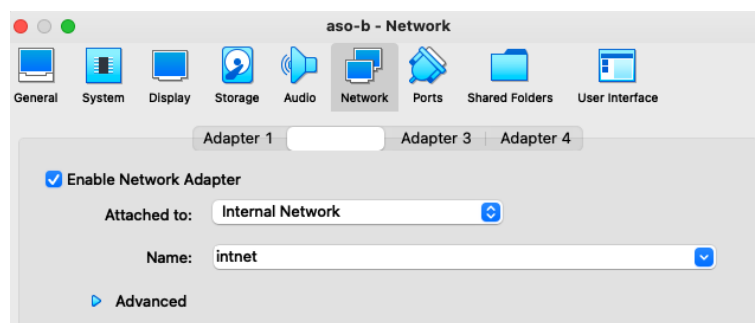 aso-b - Network
General System Display Storage Audio Network Ports Shared Folders User Interface
Adapter 1 Adapter 3 Adapter 4
Enable Network Adapter
Attached to: Internal Network
Name: intnet
Advanced